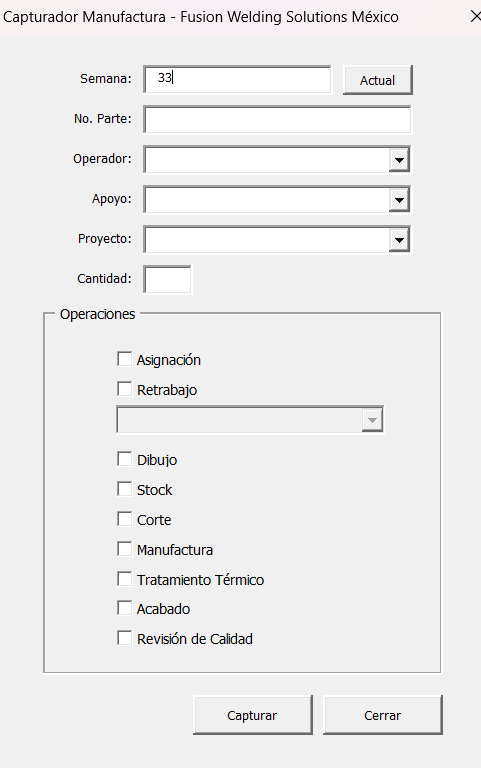 Capturador Manufactura - Fusion Welding Solutions México
Semana: 33 Actual
No. Parte:
Operador:
Apoyo:
Proyecto:
Cantidad:
Operaciones
Asignación
Retrabajo
Dibujo
Stock
Corte
Manufactura
Tratamiento Térmico
Acabado
Revisión de Calidad
Capturar Cerrar